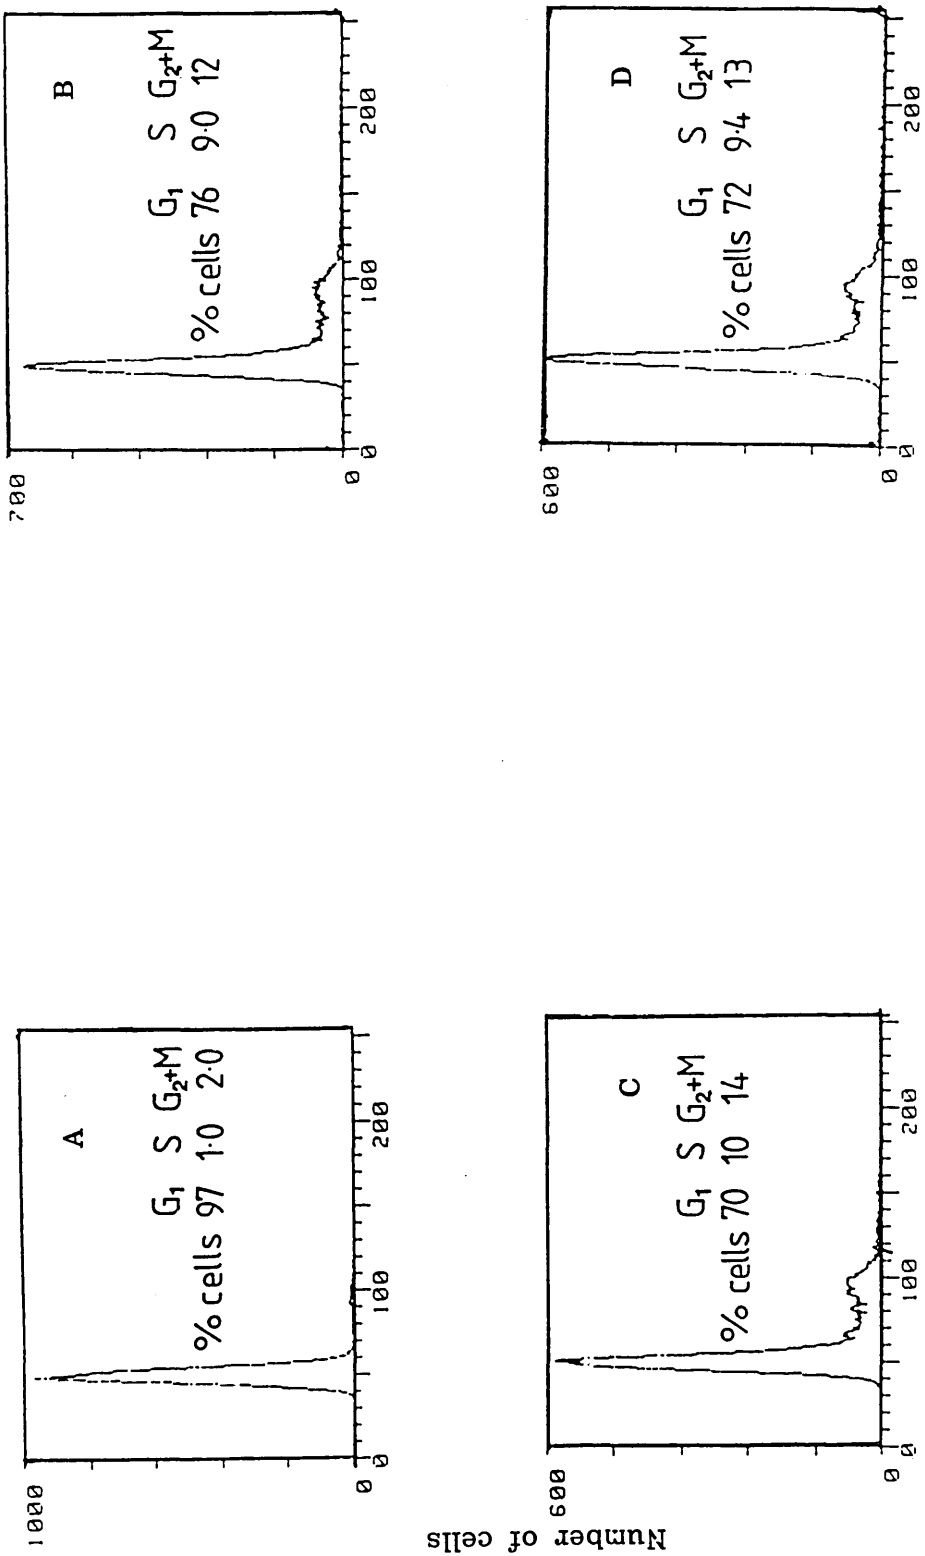 A
G₁ S G₂+M
% cells 97 1·0 2·0
1000
0
0 100 200
B
G₁ S G₂+M
% cells 76 9·0 12
700
0
0 100 200
C
G₁ S G₂+M
% cells 70 10 14
600
0
0 100 200
D
G₁ S G₂+M
% cells 72 9·4 13
600
0
0 100 200
Number of cells